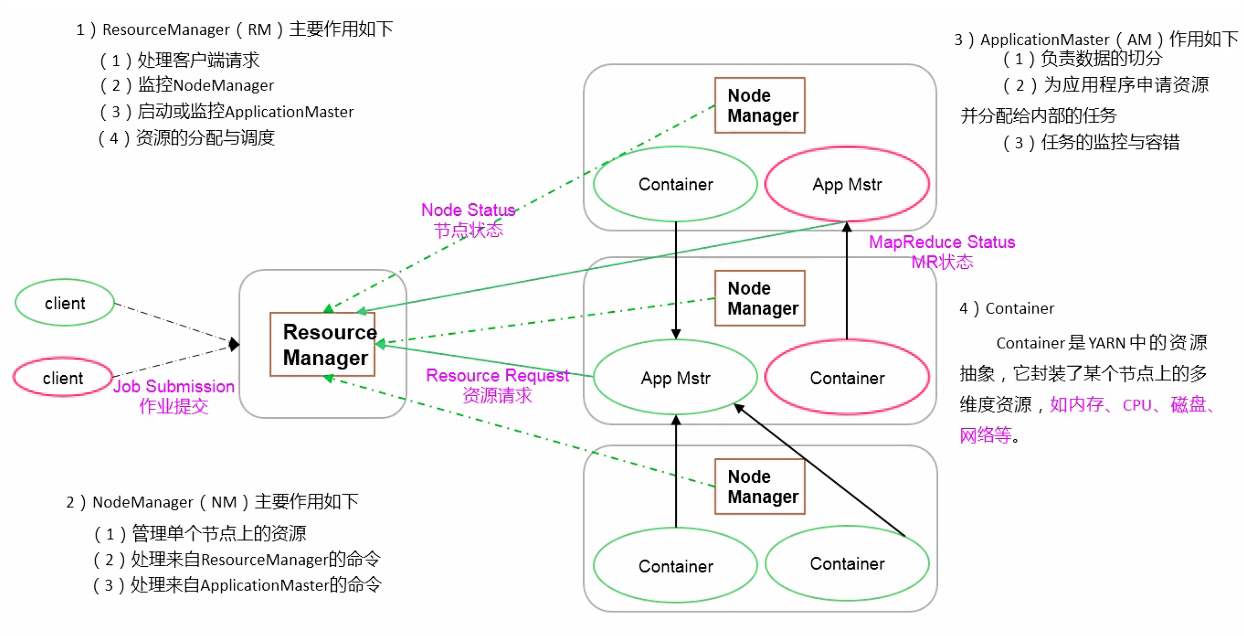 1）ResourceManager（RM）主要作用如下
（1）处理客户端请求
（2）监控NodeManager
（3）启动或监控ApplicationMaster
（4）资源的分配与调度
3）ApplicationMaster（AM）作用如下
（1）负责数据的切分
（2）为应用程序申请资源
并分配给内部的任务
（3）任务的监控与容错
Node
Manager
Container
App Mstr
Node Status
节点状态
MapReduce Status
MR状态
client
client
Job Submission
作业提交
Resource
Manager
Resource Request
资源请求
Node
Manager
App Mstr
Container
4）Container
Container是YARN中的资源
抽象，它封装了某个节点上的多
维度资源，如内存、CPU、磁盘、
网络等。
2）NodeManager（NM）主要作用如下
（1）管理单个节点上的资源
（2）处理来自ResourceManager的命令
（3）处理来自ApplicationMaster的命令
Node
Manager
Container
Container